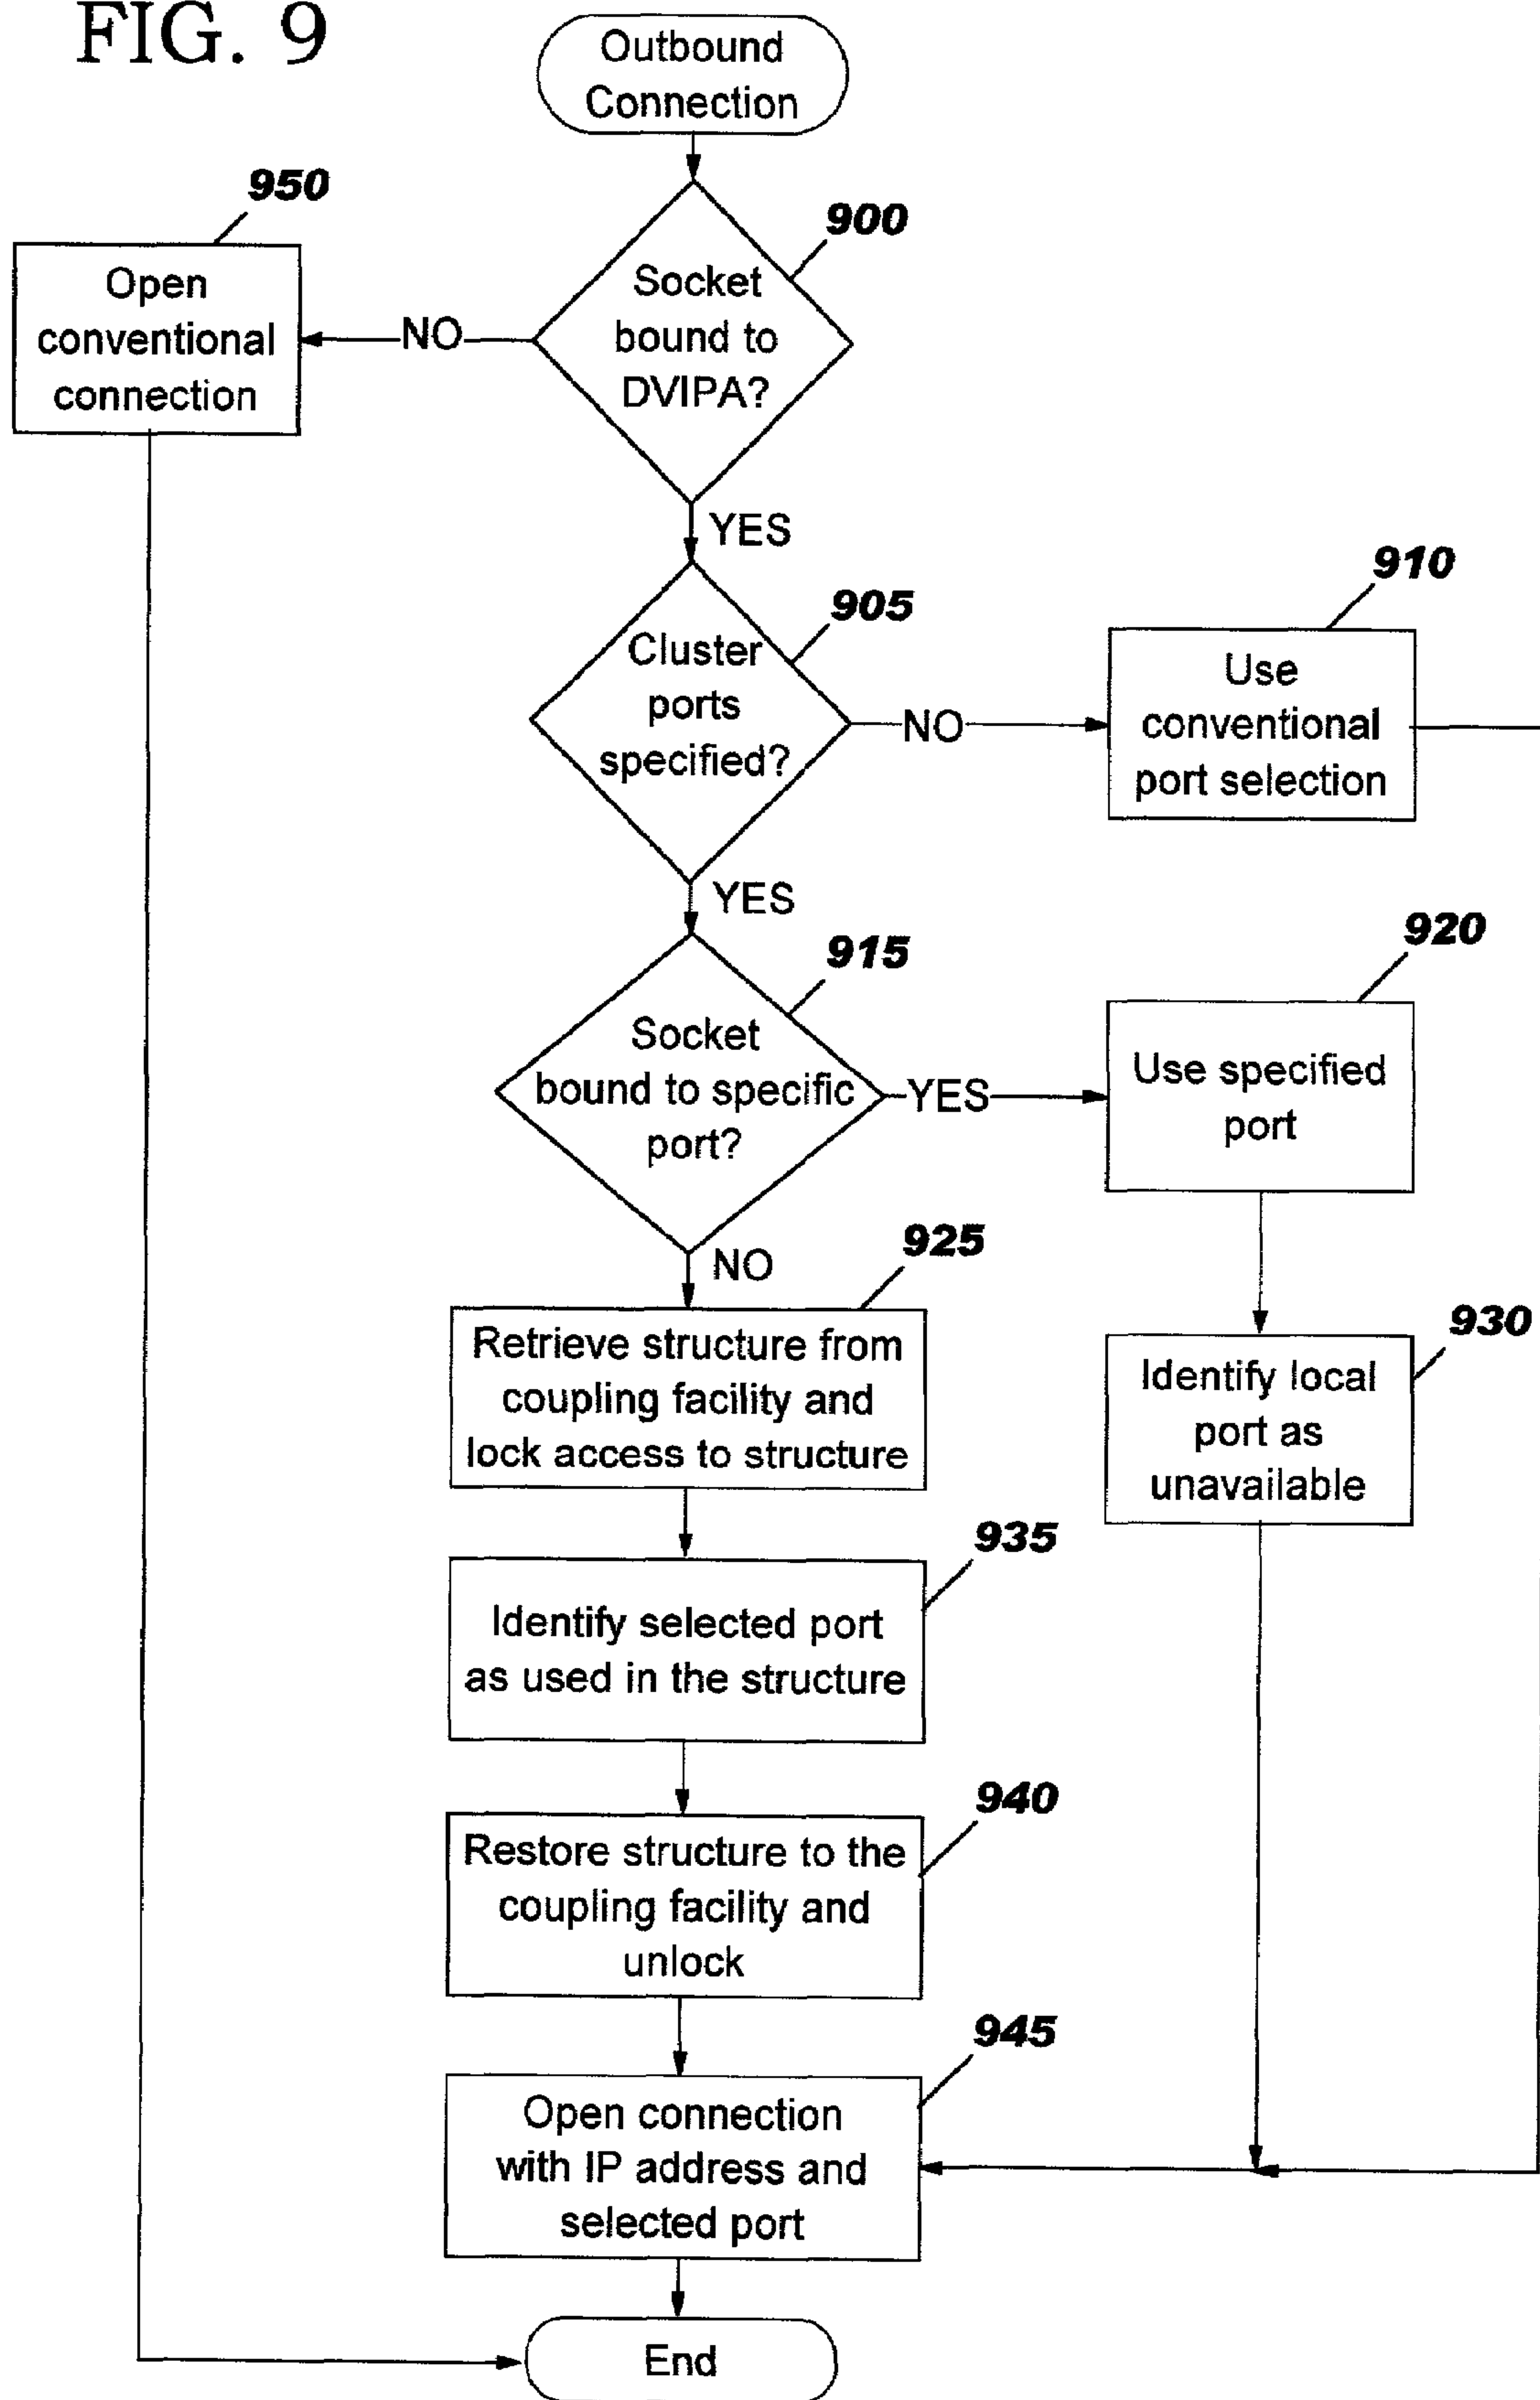 FIG. 9
Outbound
Connection
950
900
Open
conventional
connection
NO
Socket
bound to
DVIPA?
YES
905
910
Cluster
ports
specified?
NO
Use
conventional
port selection
YES
915
920
Socket
bound to specific
port?
YES
Use specified
port
NO
925
930
Retrieve structure from
coupling facility and
lock access to structure
Identify local
port as
unavailable
935
Identify selected port
as used in the structure
940
Restore structure to the
coupling facility and
unlock
945
Open connection
with IP address and
selected port
End